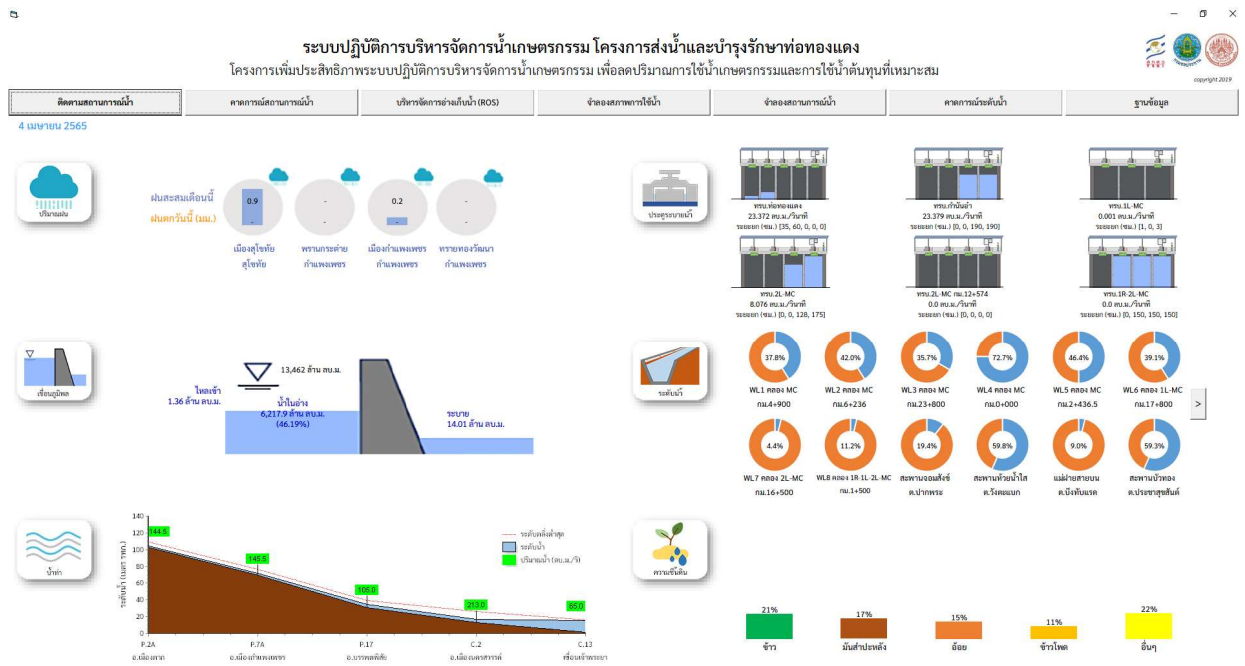 ระบบปฏิบัติการบริหารจัดการน้ำเกษตรกรรม โครงการส่งน้ำและบำรุงรักษาท่อทองแดง
โครงการเพิ่มประสิทธิภาพระบบปฏิบัติการบริหารจัดการน้ำเกษตรกรรม เพื่อลดปริมาณการใช้น้ำเกษตรกรรมและการใช้น้ำต้นทุนที่เหมาะสม
copyright 2019
ติดตามสถานการณ์น้ำ คาดการณ์สถานการณ์น้ำ บริหารจัดการอ่างเก็บน้ำ (ROS) จำลองสภาพการใช้น้ำ จำลองสถานการณ์น้ำ คาดการณ์ระดับน้ำ ฐานข้อมูล
4 เมษายน 2565
ปริมาณฝน
ฝนสะสมเดือนนี้ 0.9 - 0.2 -
ฝนตกวันนี้ (มม.) - - - -
เมืองสุโขทัย พรานกระต่าย เมืองกำแพงเพชร ทรายทองวัฒนา
สุโขทัย กำแพงเพชร กำแพงเพชร กำแพงเพชร
ประตูระบายน้ำ
ทรบ.ท่อทองแดง ทรบ.กำนันอ่ำ ทรบ.1L-MC
23.372 ลบ.ม./วินาที 23.379 ลบ.ม./วินาที 0.001 ลบ.ม./วินาที
ระยะยก (ซม.) [35, 60, 0, 0, 0] ระยะยก (ซม.) [0, 0, 190, 190] ระยะยก (ซม.) [1, 0, 3]
ทรบ.2L-MC ทรบ.2L-MC กม.12+574 ทรบ.1R-2L-MC
8.076 ลบ.ม./วินาที 0.0 ลบ.ม./วินาที 0.0 ลบ.ม./วินาที
ระยะยก (ซม.) [0, 0, 128, 175] ระยะยก (ซม.) [0, 0, 0, 0] ระยะยก (ซม.) [0, 150, 150, 150]
เขื่อนภูมิพล
13,462 ล้าน ลบ.ม.
ไหลเข้า
1.36 ล้าน ลบ.ม.
น้ำในอ่าง
6,217.9 ล้าน ลบ.ม.
(46.19%)
ระบาย
14.01 ล้าน ลบ.ม.
ระดับน้ำ
37.8% 42.0% 35.7% 72.7% 46.4% 39.1%
WL1 คลอง MC WL2 คลอง MC WL3 คลอง MC WL4 คลอง MC WL5 คลอง MC WL6 คลอง 1L-MC
กม.4+900 กม.6+236 กม.23+800 กม.0+000 กม.2+436.5 กม.17+800
>
4.4% 11.2% 19.4% 59.8% 9.0% 59.3%
WL7 คลอง 2L-MC WL8 คลอง 1R-1L-2L-MC สะพานจอมสังข์ สะพานห้วยน้ำใส แม่ฝายสายบน สะพานบัวทอง
กม.16+500 กม.1+500 ต.ปากพระ ต.วังตะแบก ต.บึงทับแรต ต.ประชาสุขสันต์
น้ำท่า
ระดับน้ำ (เมตร รทก.)
140
120
100
80
60
40
20
0
144.5
145.5
105.0
213.0
65.0
ระดับตลิ่งต่ำสุด
ระดับน้ำ
ปริมาณน้ำ (ลบ.ม./วิ)
P.2A P.7A P.17 C.2 C.13
อ.เมืองตาก อ.เมืองกำแพงเพชร อ.บรรพตพิสัย อ.เมืองนครสวรรค์ เขื่อนเจ้าพระยา
ความชื้นดิน
21% 17% 15% 11% 22%
ข้าว มันสำปะหลัง อ้อย ข้าวโพด อื่นๆ